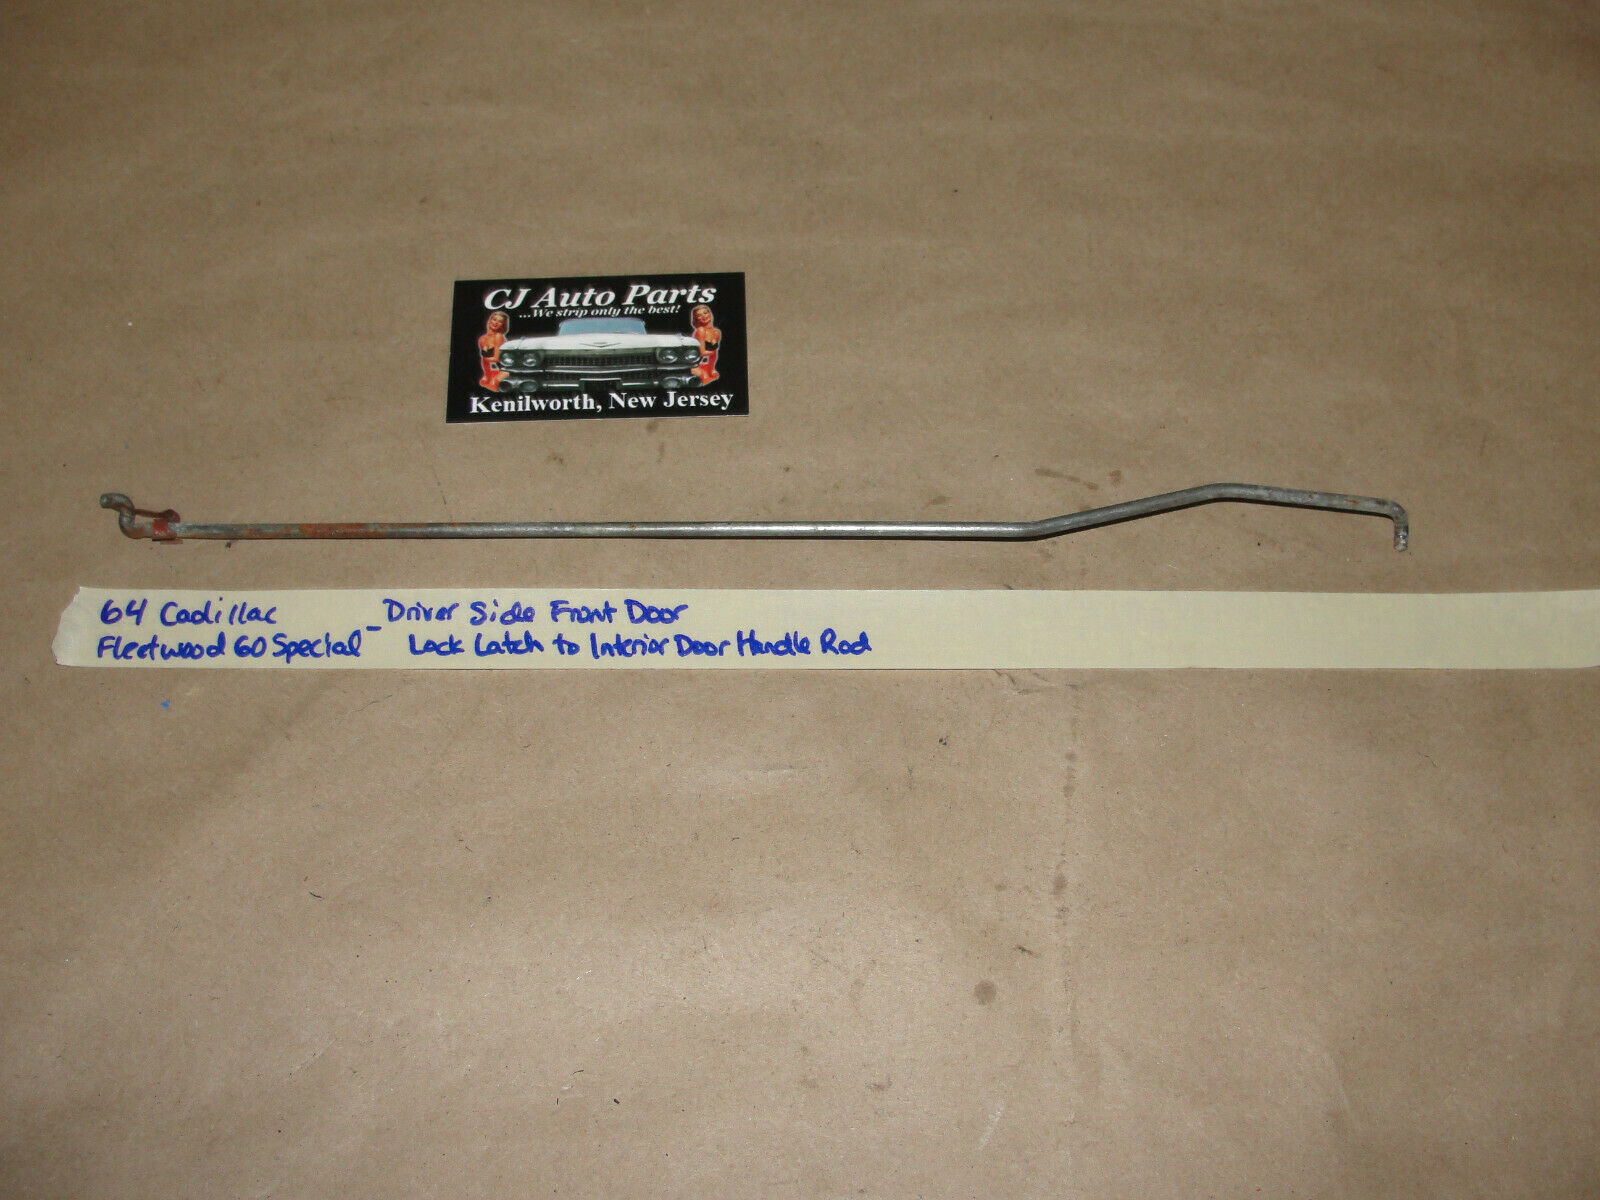 CJ Auto Parts
...We strip only the best!
Kenilworth, New Jersey
64 Cadillac - Driver Side Front Door
Fleetwood 60 Special Lock Latch to Interior Door Handle Rod